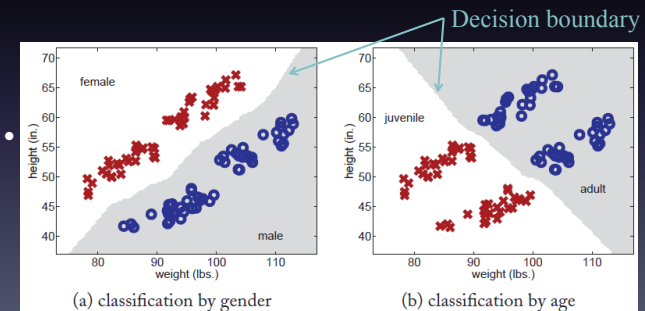 Decision boundary
70
65
60
55
50
45
40
height (in.)
female
male
80 90 100 110
weight (lbs.)
(a) classification by gender
70
65
60
55
50
45
40
height (in.)
juvenile
adult
80 90 100 110
weight (lbs.)
(b) classification by age